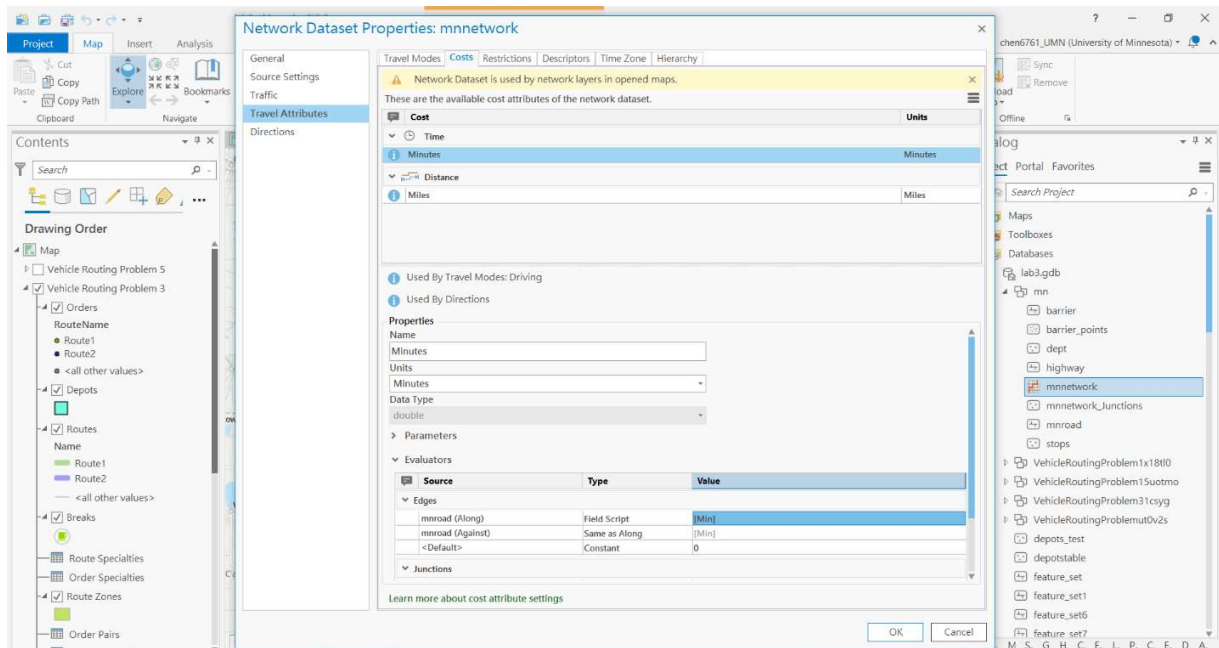 Network Dataset Properties: mnnetwork
Project Map Insert Analysis
chen6761_UMN (University of Minnesota)
Cut
Copy
Copy Path
Paste
Explore
Bookmarks
Clipboard
Navigate
Sync
Remove
Offline
Contents
Search
Drawing Order
Map
Vehicle Routing Problem 5
Vehicle Routing Problem 3
Orders
RouteName
Route1
Route2
<all other values>
Depots
Routes
Name
Route1
Route2
<all other values>
Breaks
Route Specialties
Order Specialties
Route Zones
Order Pairs
General
Source Settings
Traffic
Travel Attributes
Directions
Travel Modes Costs Restrictions Descriptors Time Zone Hierarchy
Network Dataset is used by network layers in opened maps.
These are the available cost attributes of the network dataset.
Cost Units
Time
Minutes Minutes
Distance
Miles Miles
Used By Travel Modes: Driving
Used By Directions
Properties
Name
Minutes
Units
Minutes
Data Type
double
Parameters
Evaluators
Source Type Value
Edges
mnroad (Along) Field Script [Min]
mnroad (Against) Same as Along [Min]
<Default> Constant 0
Junctions
Learn more about cost attribute settings
OK Cancel
Portal Favorites
Search Project
Maps
Toolboxes
Databases
lab3.gdb
mn
barrier
barrier_points
dept
highway
mnnetwork
mnnetwork_Junctions
mnroad
stops
VehicleRoutingProblem1x18tl0
VehicleRoutingProblem15uotmo
VehicleRoutingProblem31csyg
VehicleRoutingProblemut0v2s
depots_test
depotstable
feature_set
feature_set1
feature_set6
feature_set7